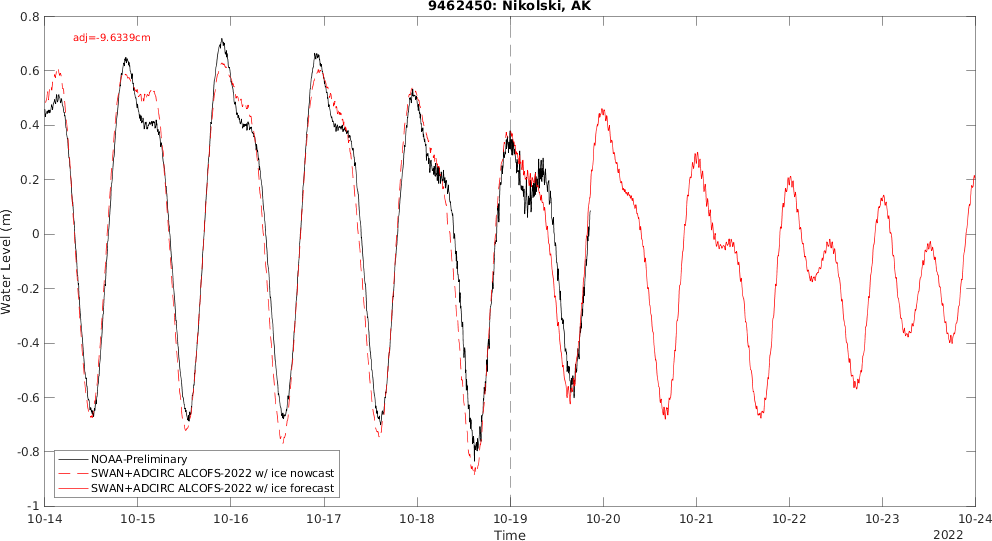 9462450: Nikolski, AK
adj=-9.6339cm
0.8
0.6
0.4
0.2
0
-0.2
-0.4
-0.6
-0.8
-1
Water Level (m)
NOAA-Preliminary
SWAN+ADCIRC ALCOFS-2022 w/ ice nowcast
SWAN+ADCIRC ALCOFS-2022 w/ ice forecast
10-14 10-15 10-16 10-17 10-18 10-19 10-20 10-21 10-22 10-23 10-24
Time
2022